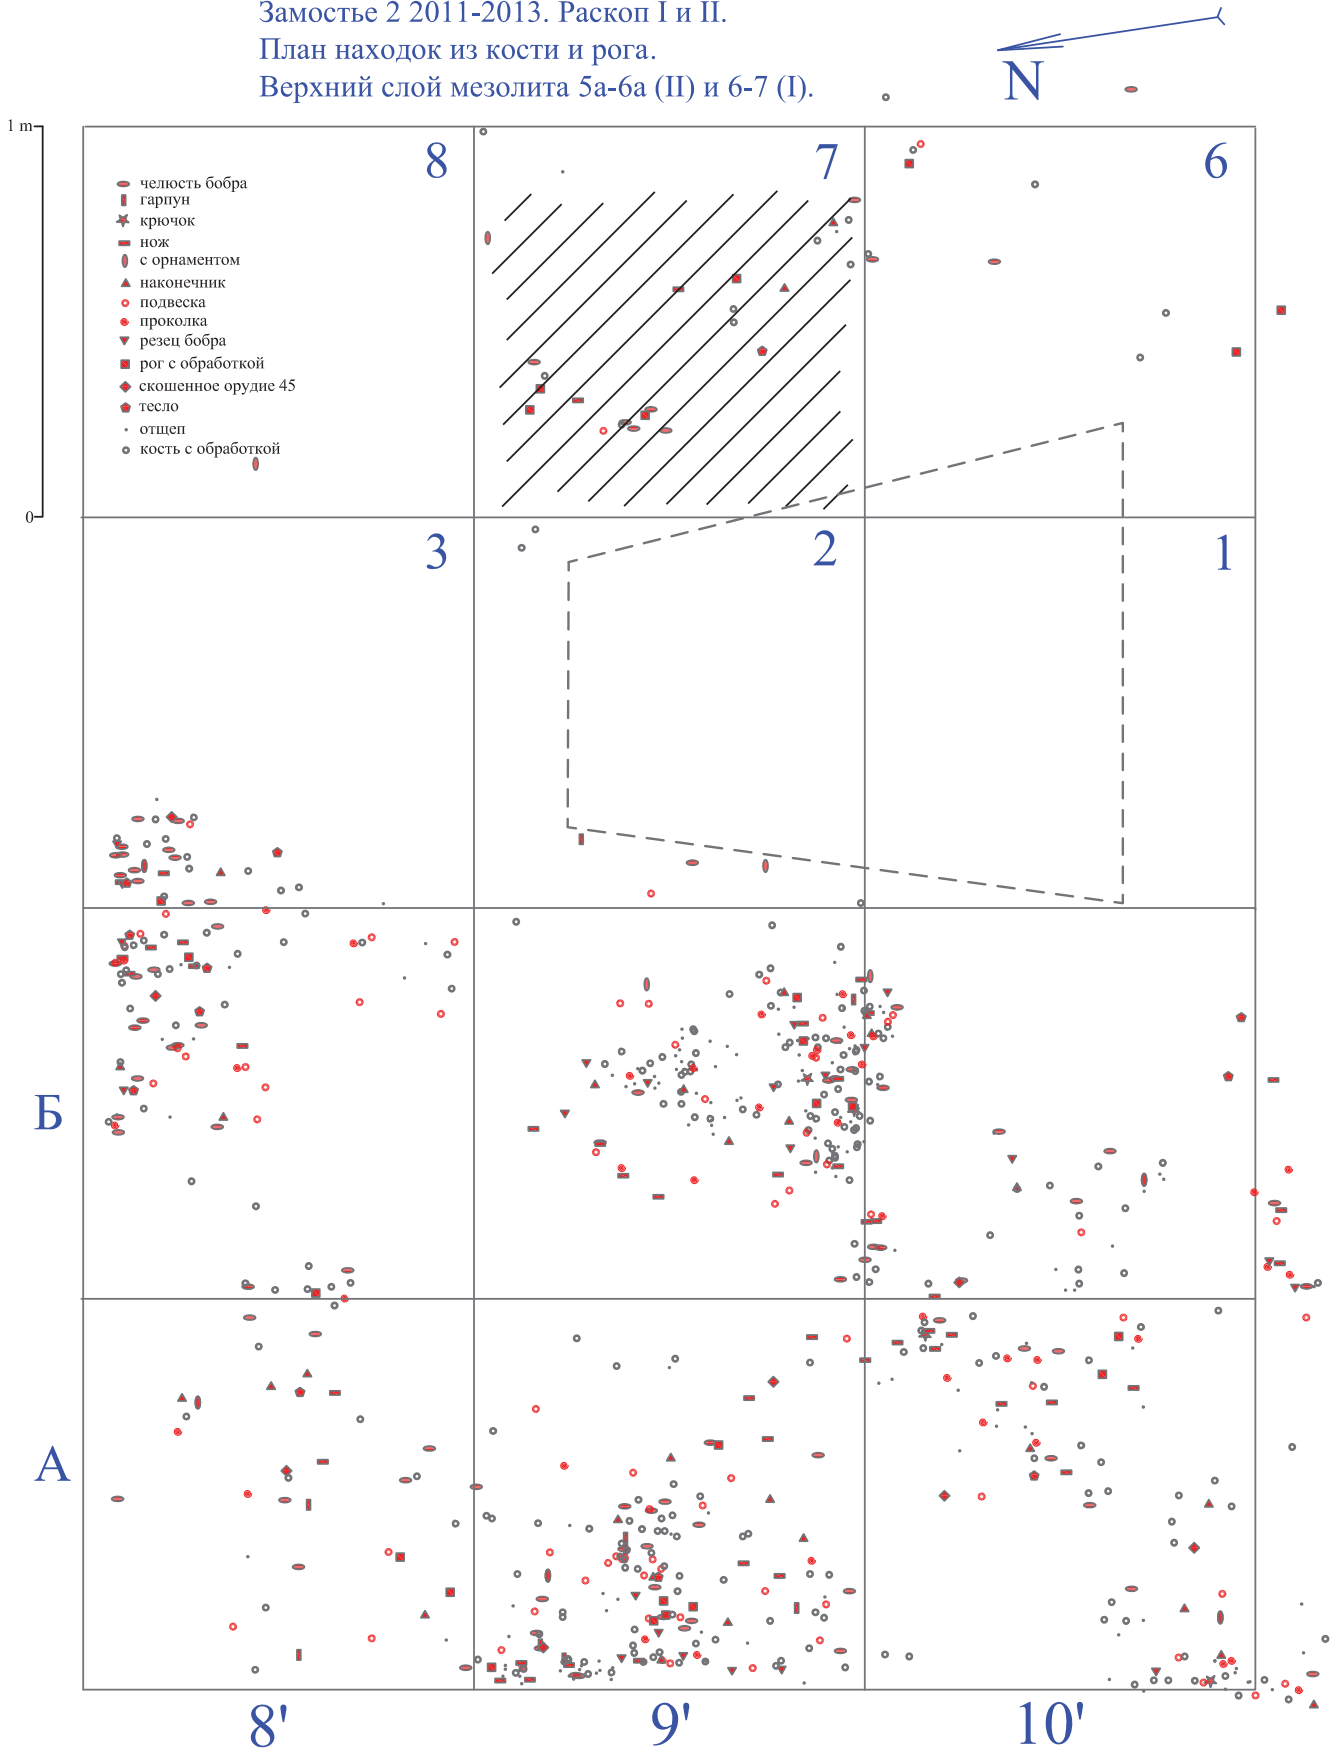 Замостье 2 2011-2013. Раскоп I и II.
План находок из кости и рога.
Верхний слой мезолита 5а-6а (II) и 6-7 (I).
N
1 m
8
7
6
челюсть бобра
гарпун
крючок
нож
с орнаментом
наконечник
подвеска
проколка
резец бобра
рог с обработкой
скошенное орудие 45
тесло
отщеп
кость с обработкой
0
3
2
1
Б
А
8'
9'
10'